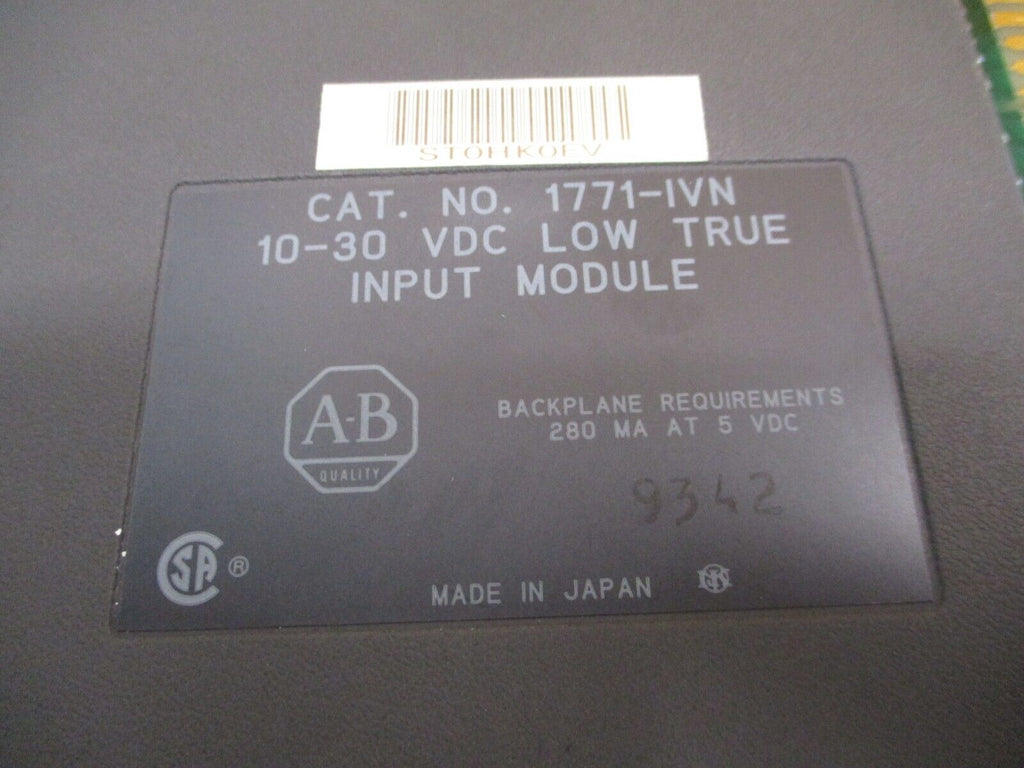 ST0HK0EV
CAT. NO. 1771-IVN
10-30 VDC LOW TRUE
INPUT MODULE
A-B
QUALITY
BACKPLANE REQUIREMENTS
280 MA AT 5 VDC
9342
SA ®
MADE IN JAPAN